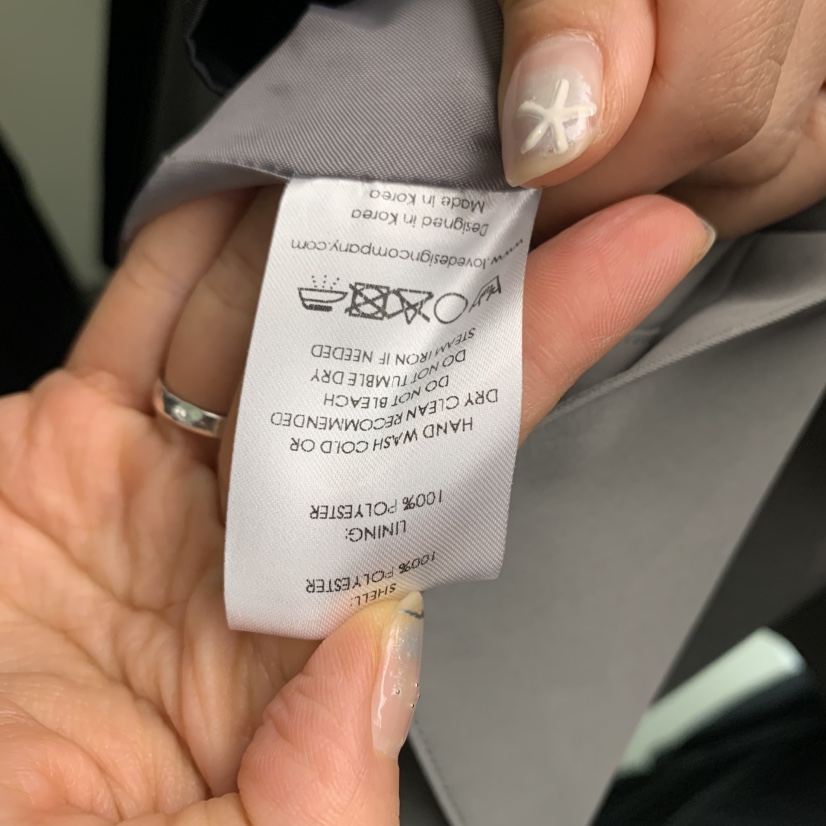 SHELL:
100% POLYESTER
LINING:
100% POLYESTER
HAND WASH COLD OR
DRY CLEAN RECOMMENDED
DO NOT BLEACH
DO NOT TUMBLE DRY
STEAM IRON IF NEEDED
www.lovedesigncompany.com
Designed in Korea
Made in Korea